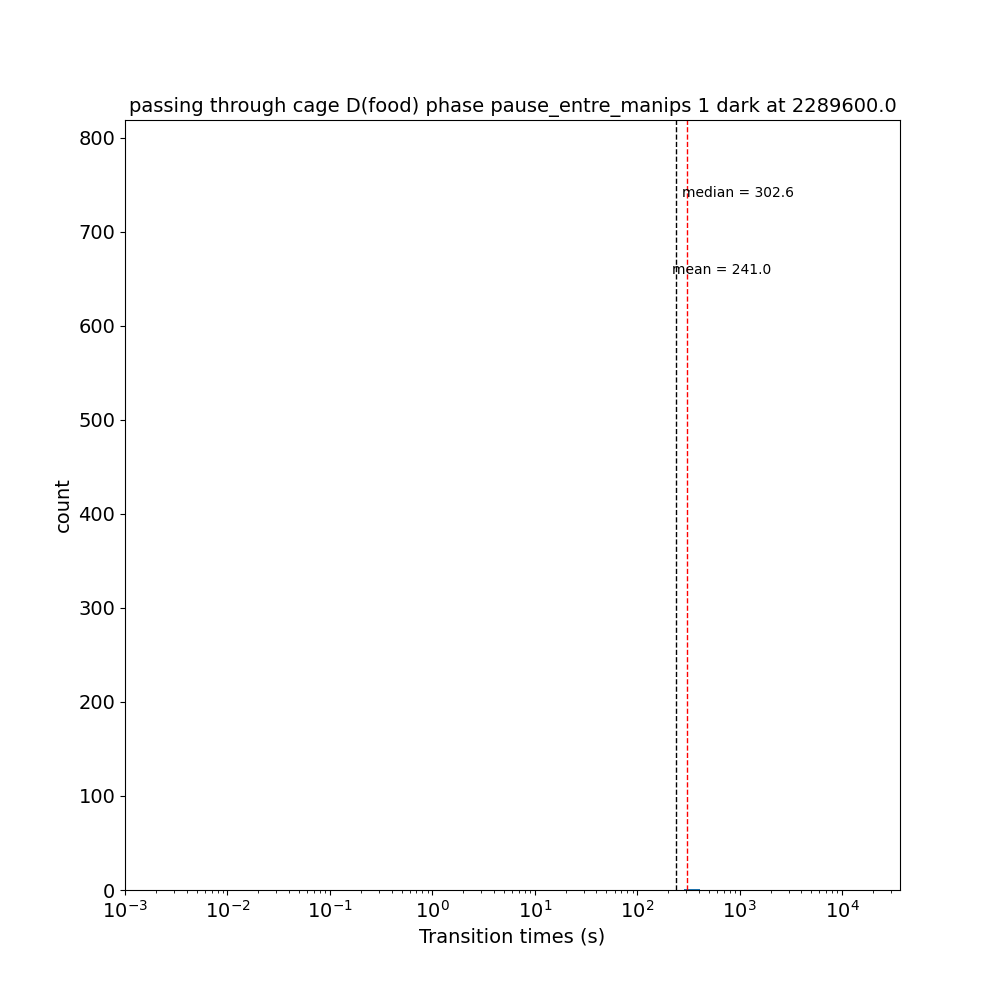 passing through cage D(food) phase pause_entre_manips 1 dark at 2289600.0
800
700
600
500
400
300
200
100
0
median = 302.6
mean = 241.0
count
10⁻³ 10⁻² 10⁻¹ 10⁰ 10¹ 10² 10³ 10⁴
Transition times (s)